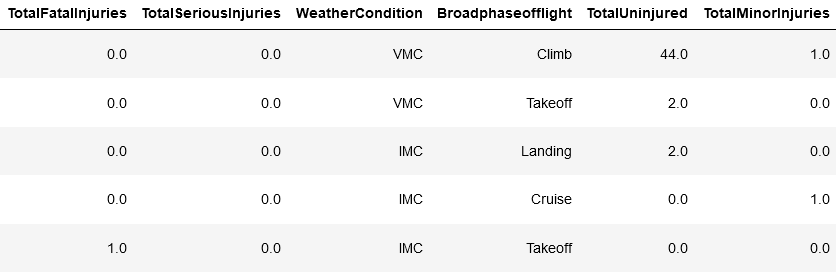 TotalFatalInjuries TotalSeriousInjuries WeatherCondition Broadphaseofflight TotalUninjured TotalMinorInjuries
0.0 0.0 VMC Climb 44.0 1.0
0.0 0.0 VMC Takeoff 2.0 0.0
0.0 0.0 IMC Landing 2.0 0.0
0.0 0.0 IMC Cruise 0.0 1.0
1.0 0.0 IMC Takeoff 0.0 0.0